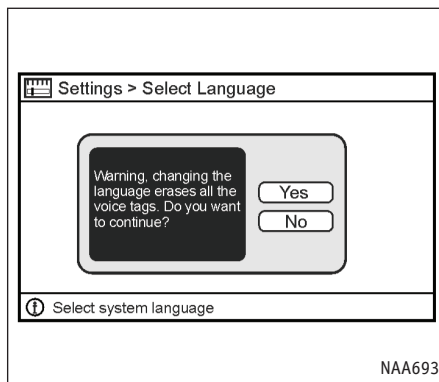 Settings > Select Language
Warning, changing the
language erases all the
voice tags. Do you want
to continue?
Yes
No
Select system language
NAA693